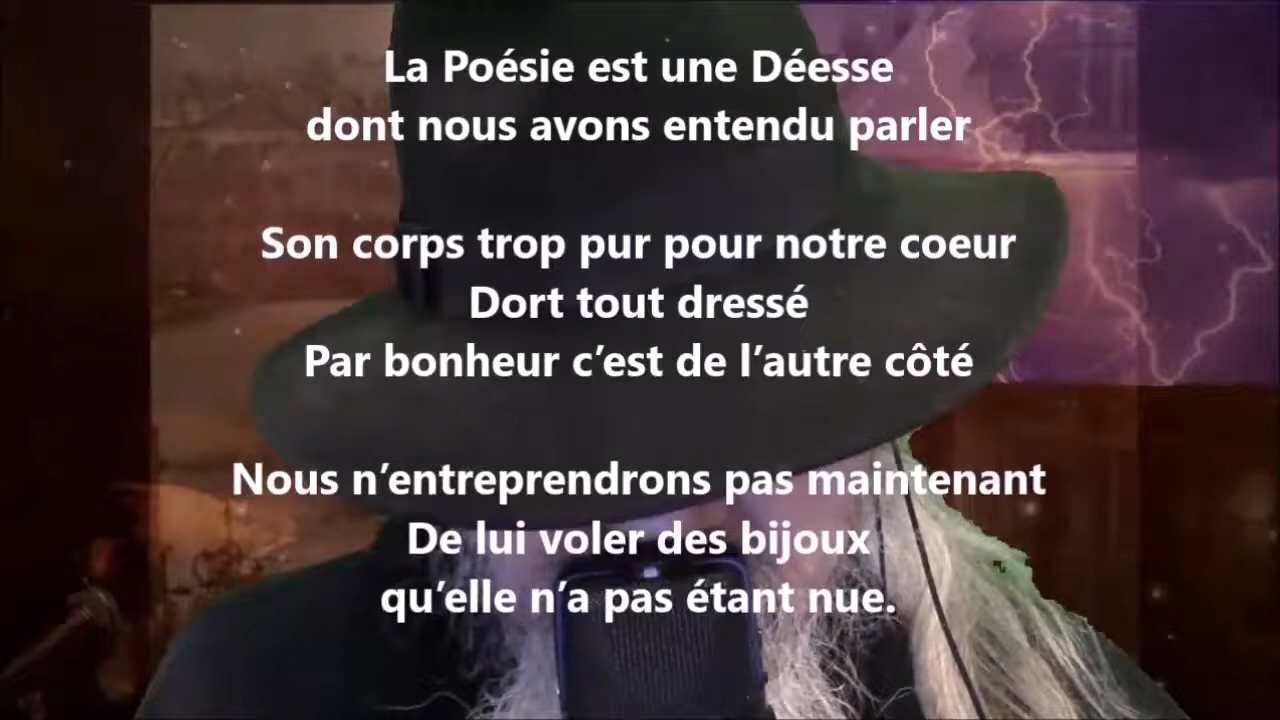 La Poésie est une Déesse
dont nous avons entendu parler
Son corps trop pur pour notre coeur
Dort tout dressé
Par bonheur c’est de l’autre côté
Nous n’entreprendrons pas maintenant
De lui voler des bijoux
qu’elle n’a pas étant nue.